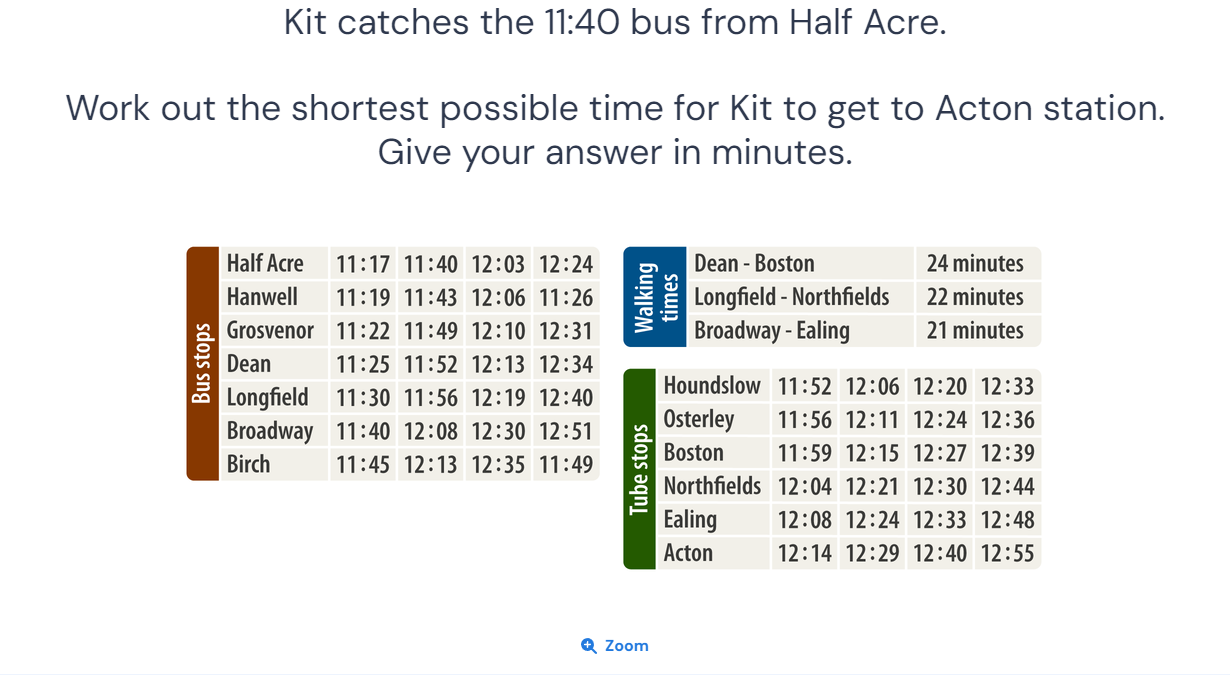 Kit catches the 11:40 bus from Half Acre.
Work out the shortest possible time for Kit to get to Acton station.
Give your answer in minutes.
Bus stops
Half Acre 11:17 11:40 12:03 12:24
Hanwell 11:19 11:43 12:06 11:26
Grosvenor 11:22 11:49 12:10 12:31
Dean 11:25 11:52 12:13 12:34
Longfield 11:30 11:56 12:19 12:40
Broadway 11:40 12:08 12:30 12:51
Birch 11:45 12:13 12:35 11:49
Walking
times
Dean - Boston 24 minutes
Longfield - Northfields 22 minutes
Broadway - Ealing 21 minutes
Tube stops
Houndslow 11:52 12:06 12:20 12:33
Osterley 11:56 12:11 12:24 12:36
Boston 11:59 12:15 12:27 12:39
Northfields 12:04 12:21 12:30 12:44
Ealing 12:08 12:24 12:33 12:48
Acton 12:14 12:29 12:40 12:55
Zoom